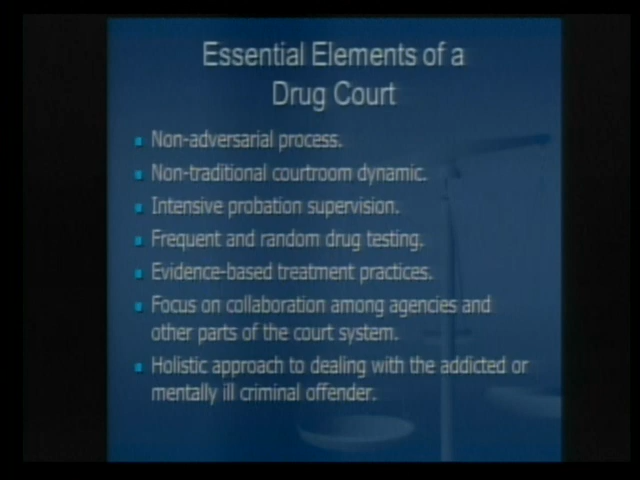 Essential Elements of a
Drug Court
Non-adversarial process.
Non-traditional courtroom dynamic.
Intensive probation supervision.
Frequent and random drug testing.
Evidence-based treatment practices.
Focus on collaboration among agencies and
other parts of the court system.
Holistic approach to dealing with the addicted or
mentally ill criminal offender.